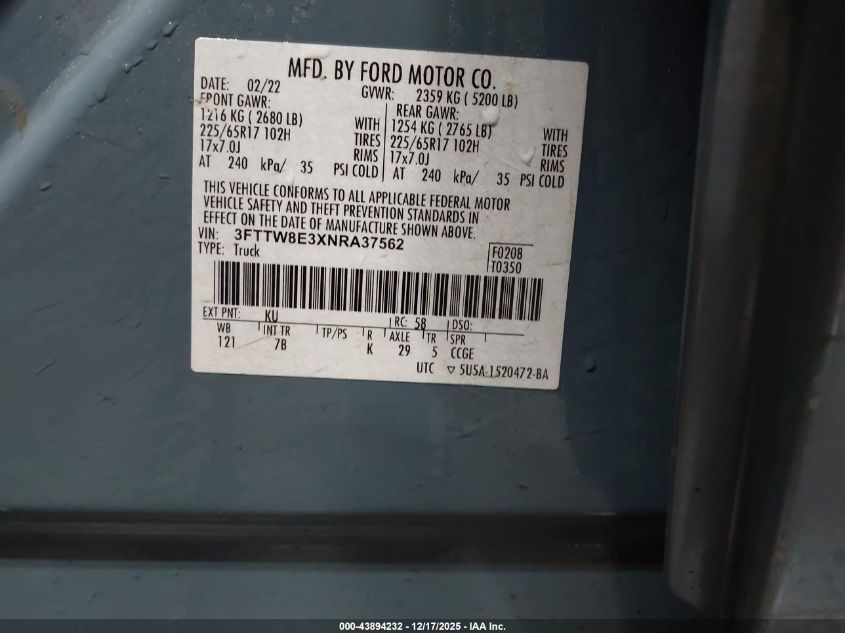 MFD. BY FORD MOTOR CO.
DATE: 02/22 GVWR: 2359 KG ( 5200 LB)
FRONT GAWR: REAR GAWR:
1216 KG ( 2680 LB) WITH 1254 KG ( 2765 LB) WITH
225/65R17 102H TIRES 225/65R17 102H TIRES
17x7.0J RIMS 17x7.0J RIMS
AT 240 kPa/ 35 PSI COLD AT 240 kPa/ 35 PSI COLD
THIS VEHICLE CONFORMS TO ALL APPLICABLE FEDERAL MOTOR
VEHICLE SAFETY AND THEFT PREVENTION STANDARDS IN
EFFECT ON THE DATE OF MANUFACTURE SHOWN ABOVE.
VIN: 3FTTW8E3XNRA37562
TYPE: Truck F0208
T0350
EXT PNT: KU RC: 58 DSO:
WB INT TR TP/PS R AXLE TR SPR
121 7B K 29 5 CCGE
UTC ▽ 5U5A-1520472-BA
000-43894232 - 12/17/2025 - IAA Inc.